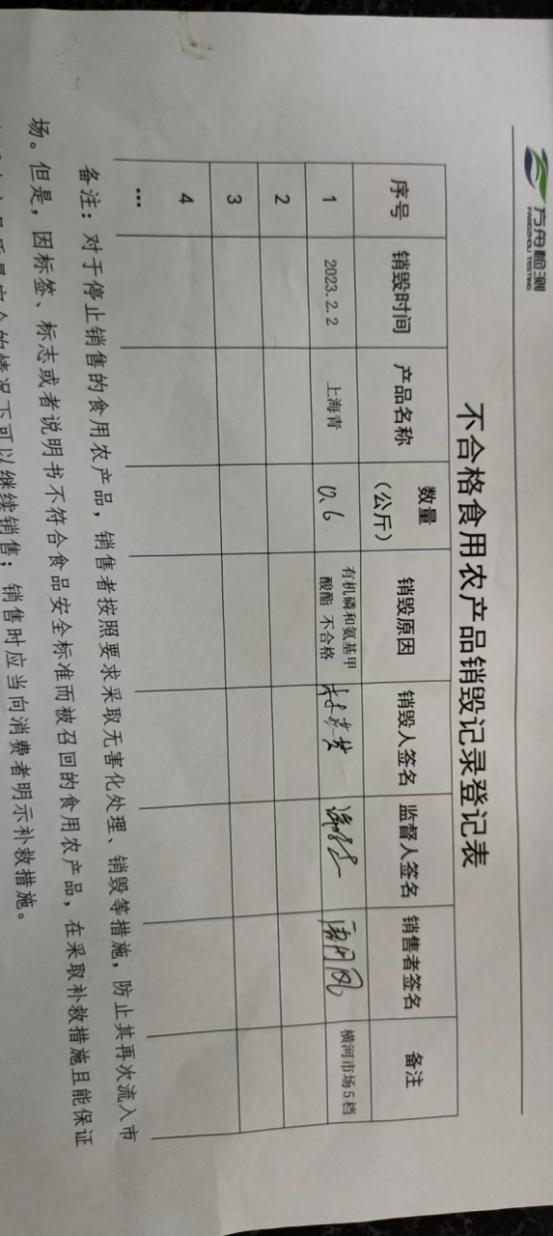 方舟检测
FANGZHOU TESTING
不合格食用农产品销毁记录登记表
序号 销毁时间 产品名称 数量（公斤） 销毁原因 销毁人签名 监督人签名 销售者签名 备注
1 2023.2.2 上海青 0.6 有机磷和氨基甲酸酯 不合格 横河市场5档
2
3
4
...
备注：对于停止销售的食用农产品，销售者按照要求采取无害化处理、销毁等措施，防止其再次流入市
场。但是，因标签、标志或者说明书不符合食品安全标准而被召回的食用农产品，在采取补救措施且能保证
情况下可以继续销售；销售时应当向消费者明示补救措施。